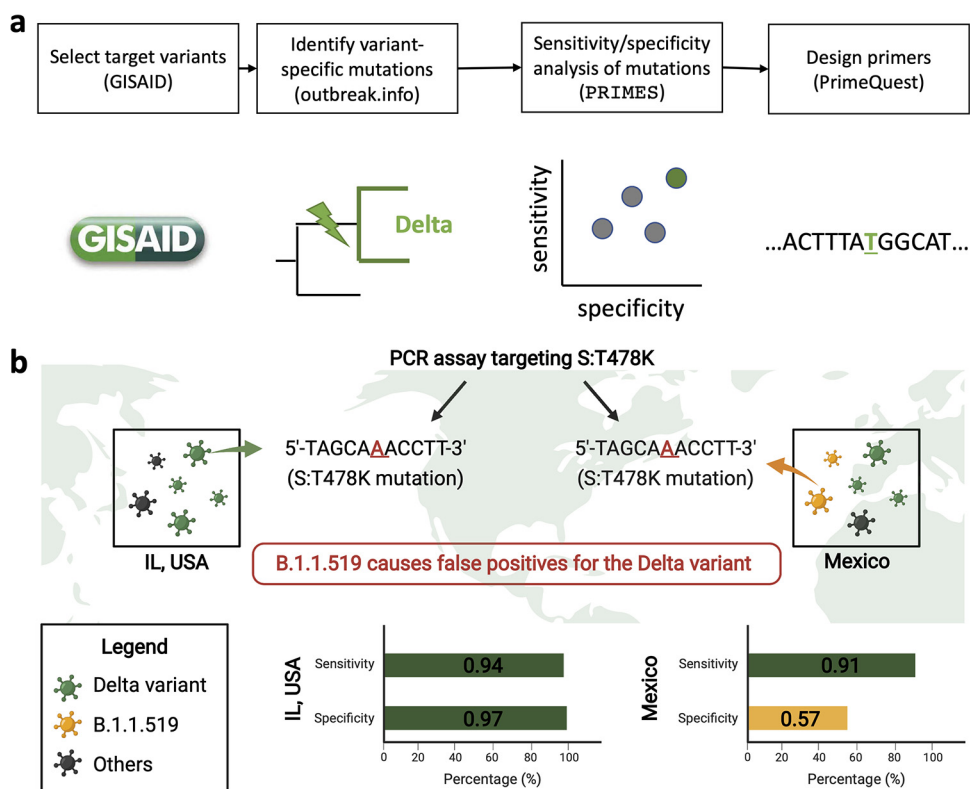 a
Select target variants
(GISAID)
Identify variant-
specific mutations
(outbreak.info)
Sensitivity/specificity
analysis of mutations
(PRIMES)
Design primers
(PrimeQuest)
GISAID
Delta
sensitivity
specificity
...ACTTTATGGCAT...
b
PCR assay targeting S:T478K
5'-TAGCAAACCTT-3'
(S:T478K mutation)
5'-TAGCAAACCTT-3'
(S:T478K mutation)
IL, USA
B.1.1.519 causes false positives for the Delta variant
Mexico
Legend
Delta variant
B.1.1.519
Others
IL, USA
Sensitivity
0.94
Specificity
0.97
0 20 40 60 80 100
Percentage (%)
Mexico
Sensitivity
0.91
Specificity
0.57
0 20 40 60 80 100
Percentage (%)